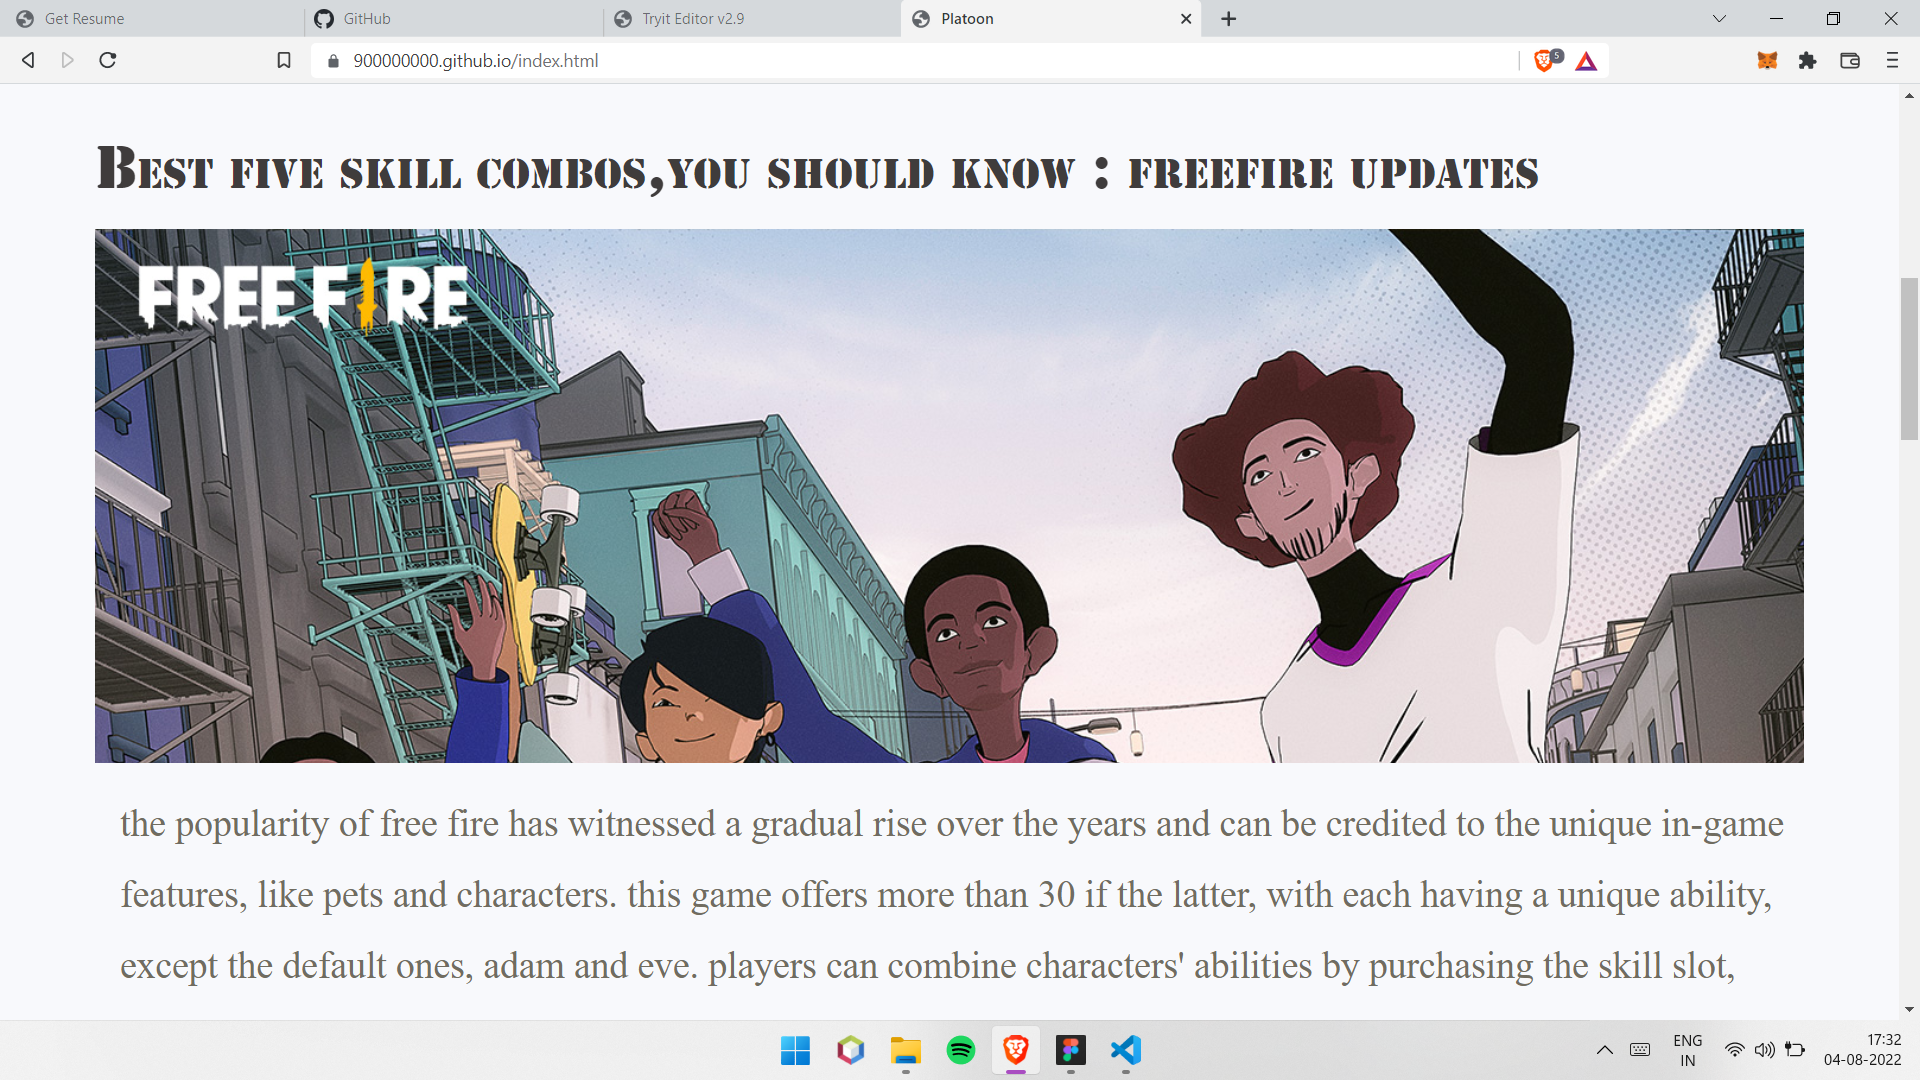 Get Resume
GitHub
Tryit Editor v2.9
Platoon
900000000.github.io/index.html
5
Best five skill combos,you should know : freefire updates
FREE FIRE
the popularity of free fire has witnessed a gradual rise over the years and can be credited to the unique in-game
features, like pets and characters. this game offers more than 30 if the latter, with each having a unique ability,
except the default ones, adam and eve. players can combine characters' abilities by purchasing the skill slot,
ENG
IN
17:32
04-08-2022